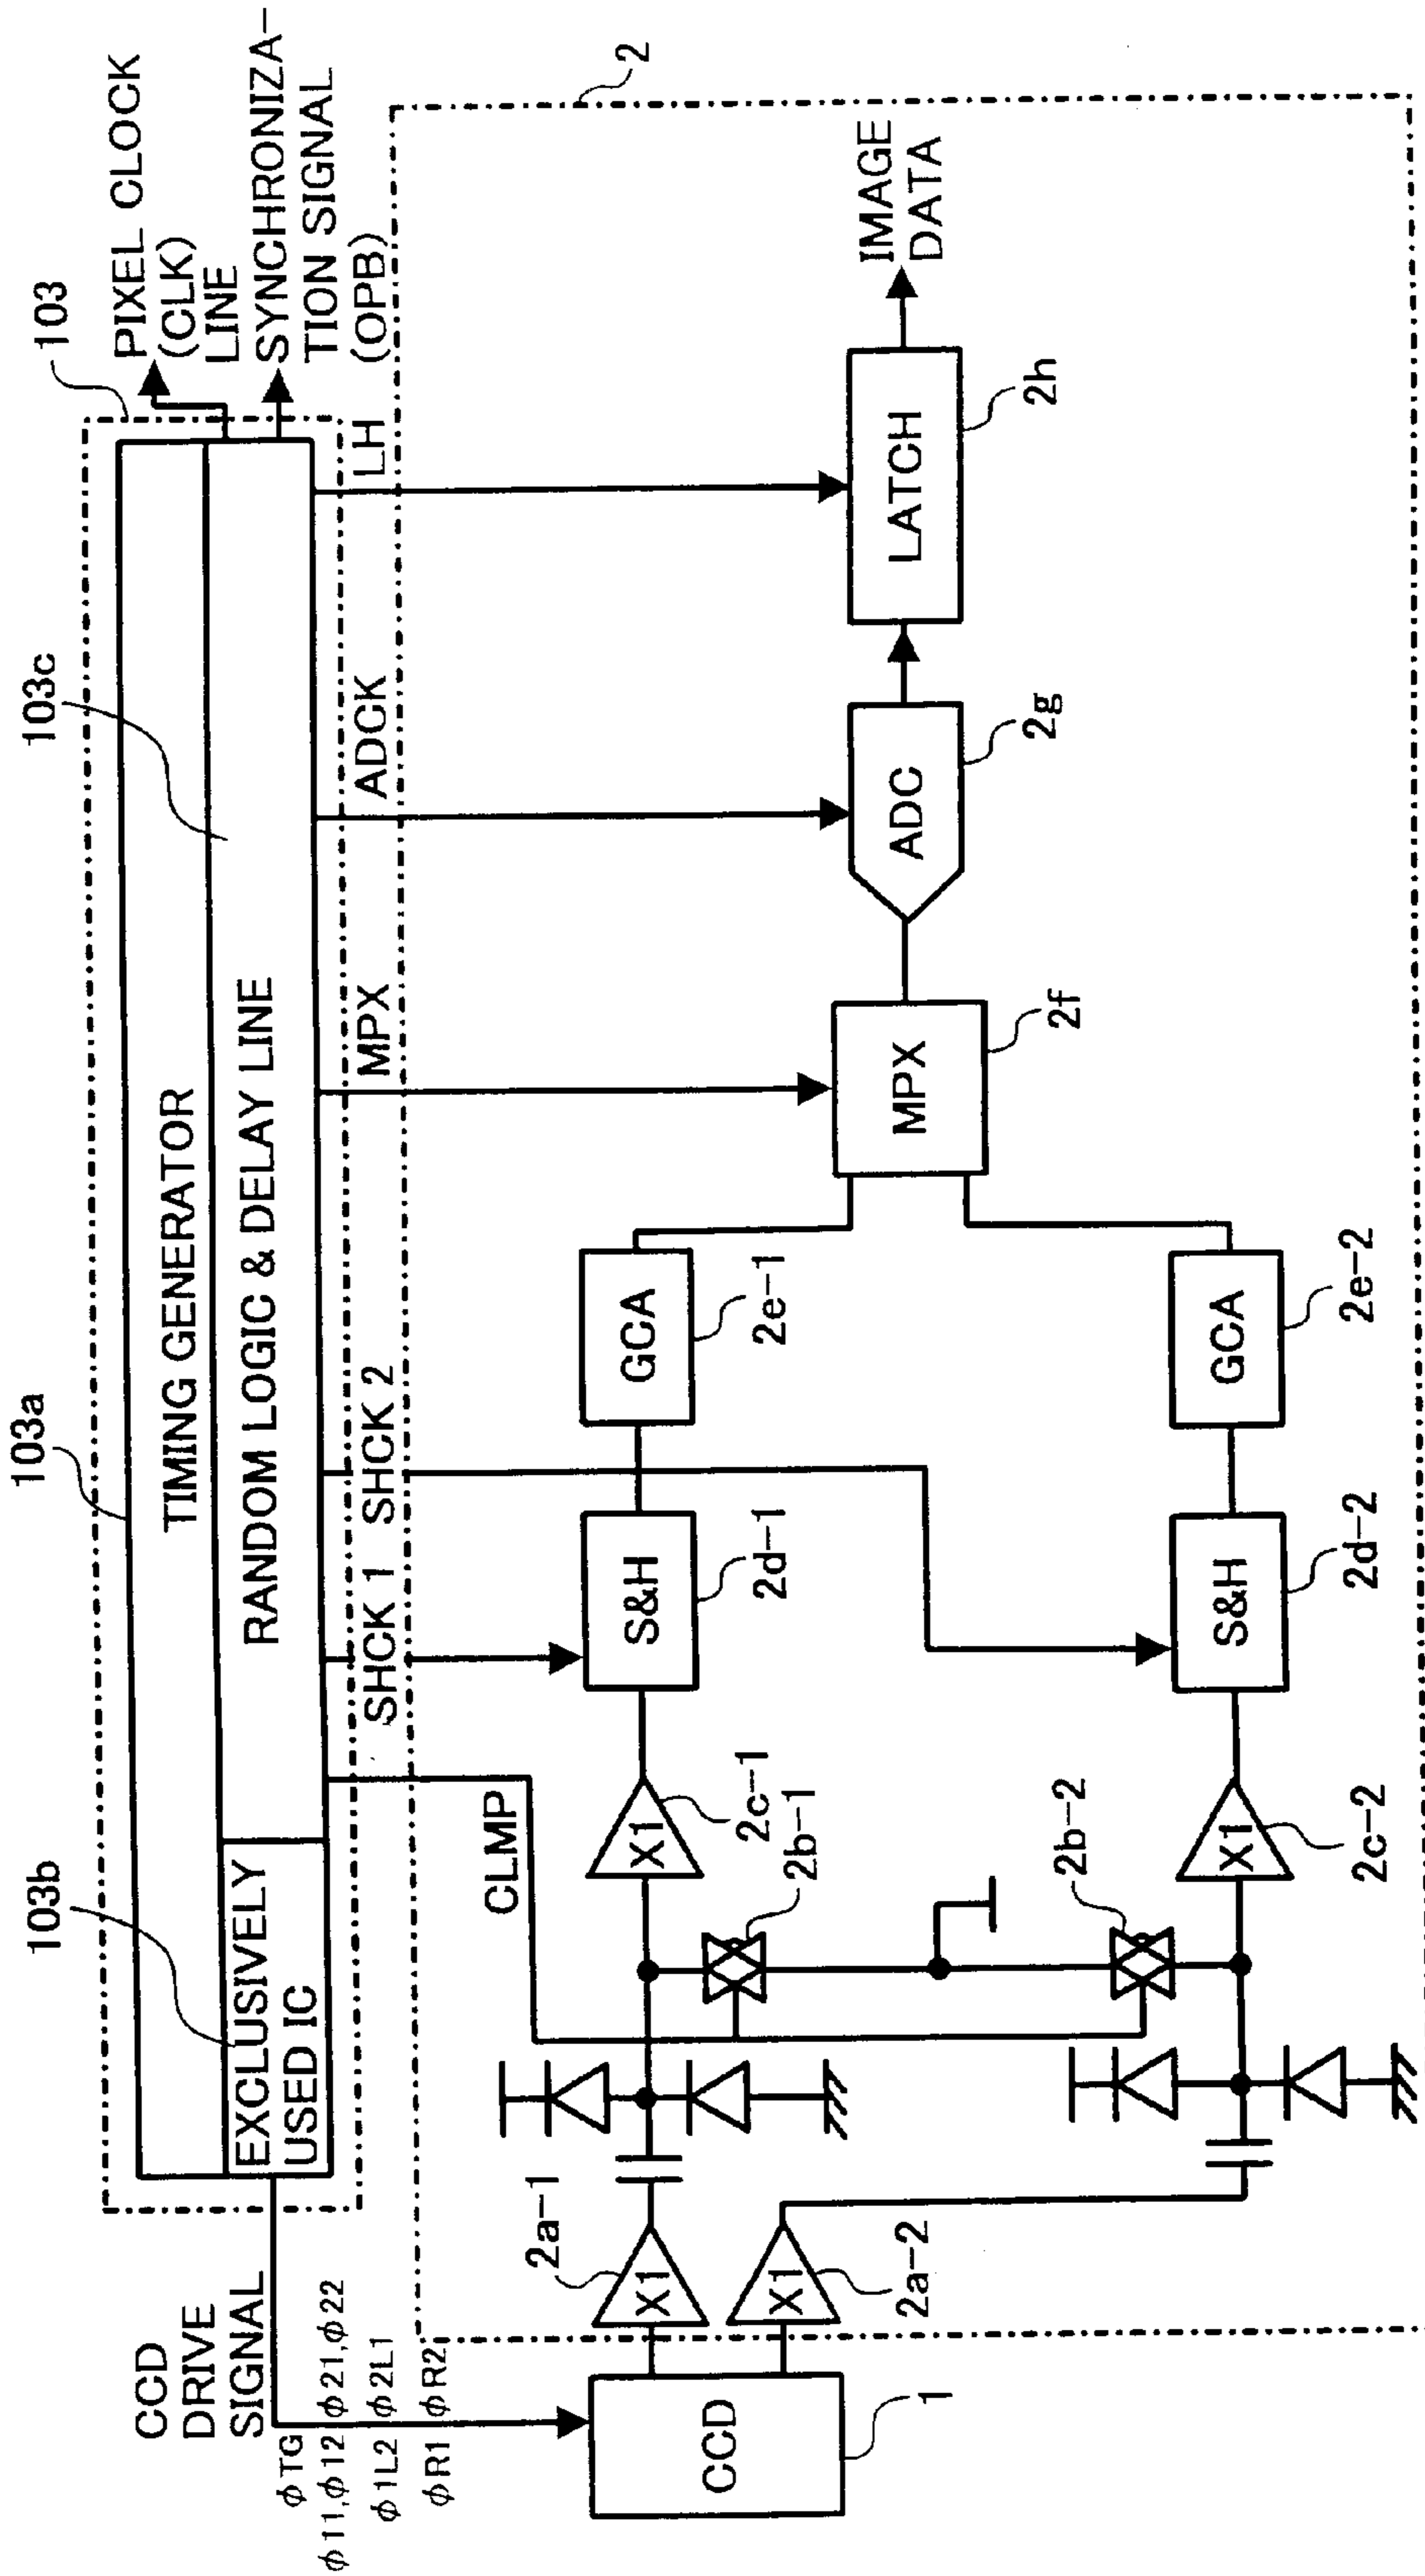 103
103a
103b
103c
TIMING GENERATOR
EXCLUSIVELY
USED IC
RANDOM LOGIC & DELAY LINE
PIXEL CLOCK
(CLK)
LINE
SYNCHRONIZA-
TION SIGNAL
(OPB)
CCD
DRIVE
SIGNAL
φTG
φ11,φ12 φ21,φ22
φ1L2 φ2L1
φR1 φR2
CLMP
SHCK 1
SHCK 2
MPX
ADCK
LH
2
CCD
1
X1
2a-1
X1
2a-2
2b-1
2b-2
X1
2c-1
X1
2c-2
S&H
2d-1
S&H
2d-2
GCA
2e-1
GCA
2e-2
MPX
2f
ADC
2g
LATCH
2h
IMAGE
DATA